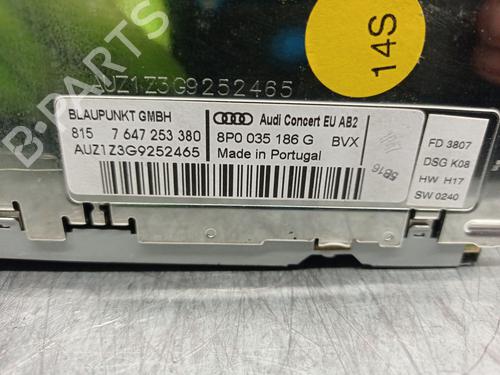 B-PARTS
14S
AUZ1Z3G9252465
BLAUPUNKT GMBH
815 7 647 253 380
AUZ1Z3G9252465
Audi Concert EU AB2
8P0 035 186 G BVX
Made in Portugal
5B16
FD 3807
DSG K08
HW H17
SW 0240